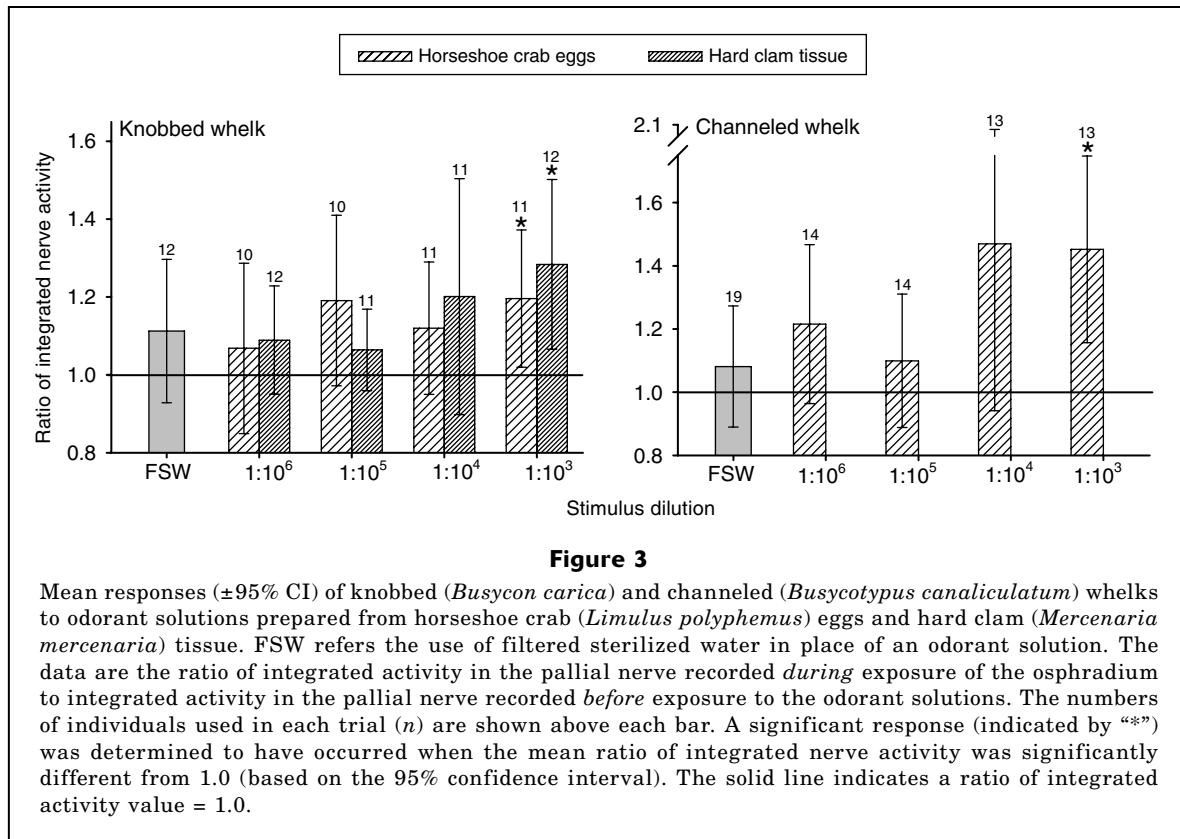 Horseshoe crab eggs Hard clam tissue
Knobbed whelk
Channeled whelk
Ratio of integrated nerve activity
1.6
1.4
1.2
1.0
0.8
12
10
12
10
11
11
11
11
*
12
*
FSW 1:10⁶ 1:10⁵ 1:10⁴ 1:10³
2.1
1.6
1.4
1.2
1.0
0.8
19
14
14
13
13
*
FSW 1:10⁶ 1:10⁵ 1:10⁴ 1:10³
Stimulus dilution
Figure 3
Mean responses (±95% CI) of knobbed (Busycon carica) and channeled (Busycotypus canaliculatum) whelks
to odorant solutions prepared from horseshoe crab (Limulus polyphemus) eggs and hard clam (Mercenaria
mercenaria) tissue. FSW refers the use of filtered sterilized water in place of an odorant solution. The
data are the ratio of integrated activity in the pallial nerve recorded during exposure of the osphradium
to integrated activity in the pallial nerve recorded before exposure to the odorant solutions. The numbers
of individuals used in each trial (n) are shown above each bar. A significant response (indicated by “*”)
was determined to have occurred when the mean ratio of integrated nerve activity was significantly
different from 1.0 (based on the 95% confidence interval). The solid line indicates a ratio of integrated
activity value = 1.0.